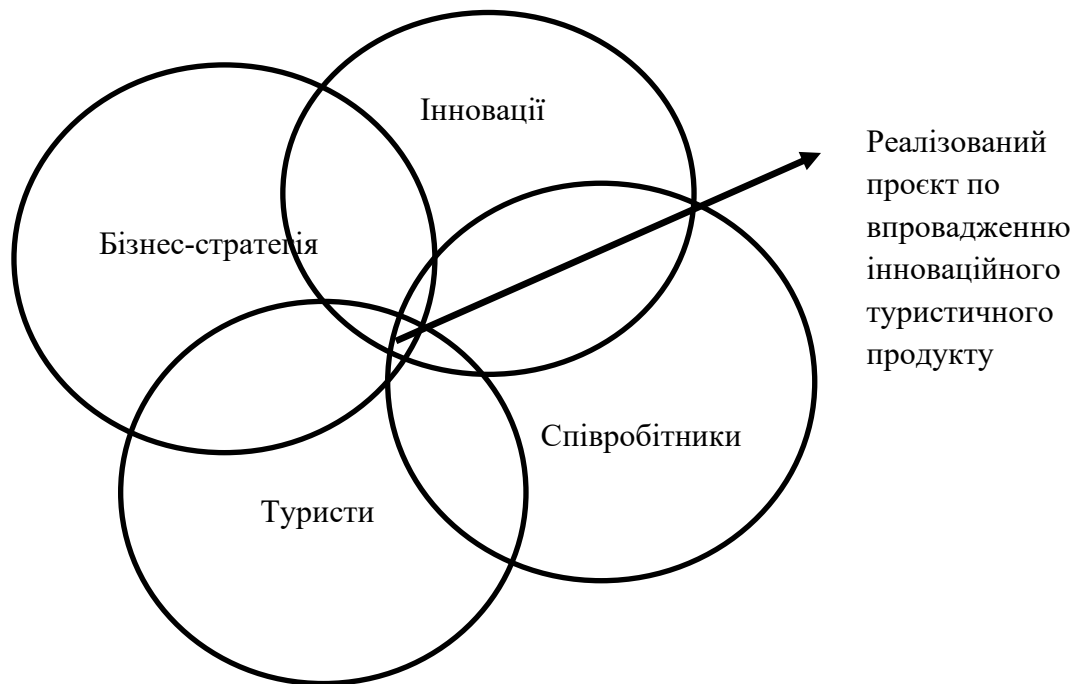 Інновації
Бізнес-стратегія
Туристи
Співробітники
Реалізований
проєкт по
впровадженню
інноваційного
туристичного
продукту